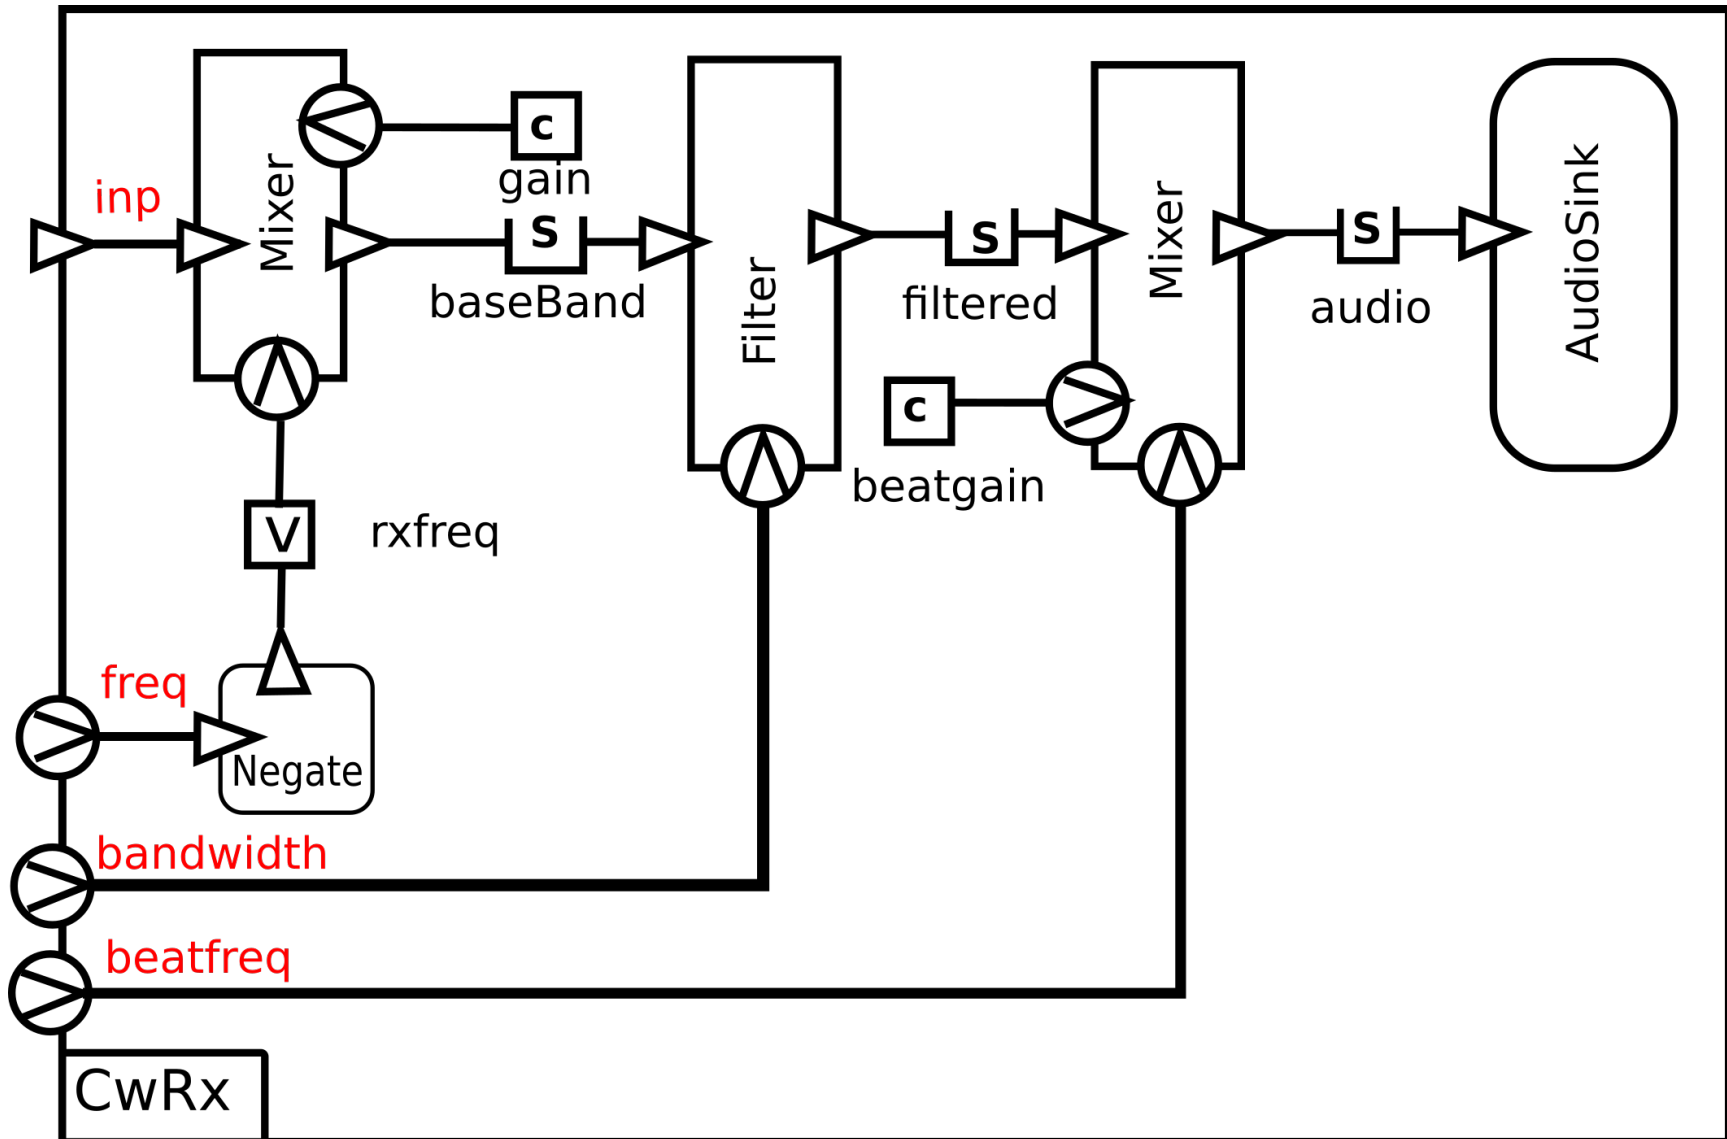 c
gain
inp
Mixer
S
baseBand
Filter
S
filtered
Mixer
S
audio
AudioSink
c
beatgain
V
rxfreq
freq
Negate
bandwidth
beatfreq
CwRx